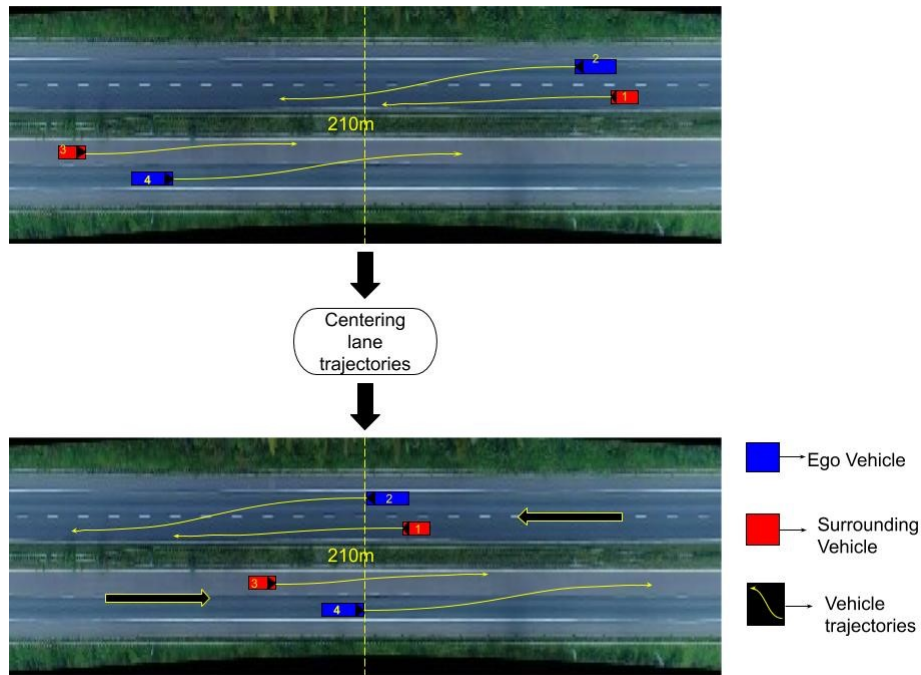 2
1
210m
3
4
Centering
lane
trajectories
2
1
210m
3
4
Ego Vehicle
Surrounding
Vehicle
Vehicle
trajectories